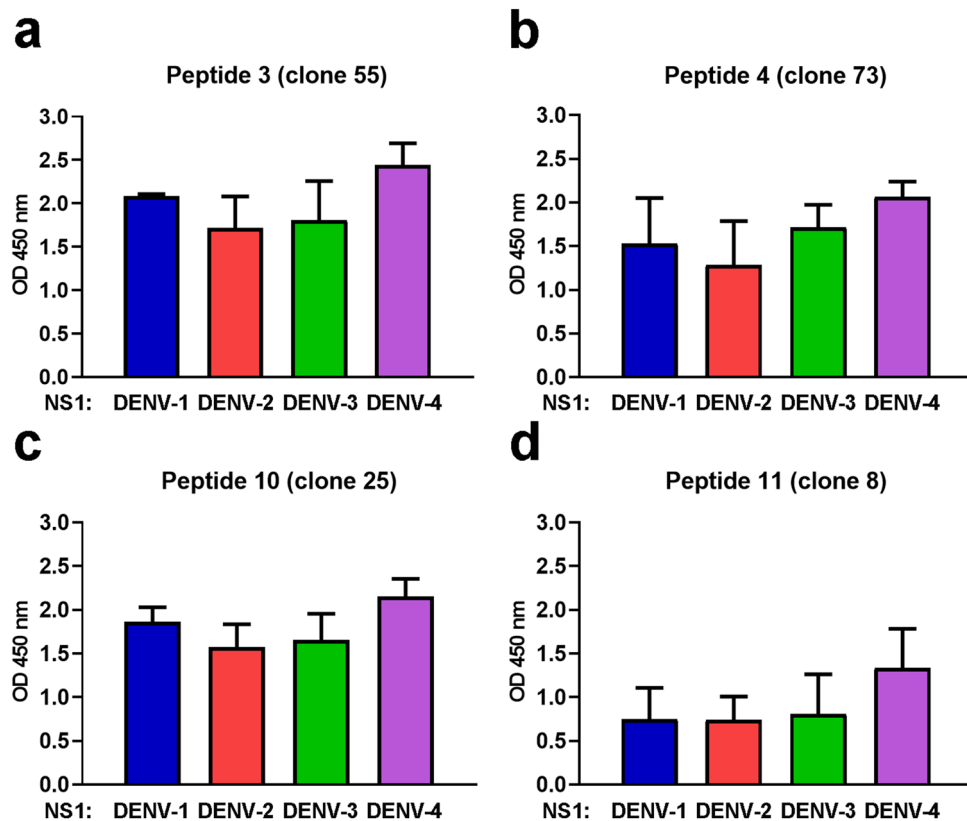 a
Peptide 3 (clone 55)
3.0
2.5
2.0
1.5
1.0
0.5
0.0
OD 450 nm
NS1: DENV-1 DENV-2 DENV-3 DENV-4
b
Peptide 4 (clone 73)
3.0
2.5
2.0
1.5
1.0
0.5
0.0
OD 450 nm
NS1: DENV-1 DENV-2 DENV-3 DENV-4
c
Peptide 10 (clone 25)
3.0
2.5
2.0
1.5
1.0
0.5
0.0
OD 450 nm
NS1: DENV-1 DENV-2 DENV-3 DENV-4
d
Peptide 11 (clone 8)
3.0
2.5
2.0
1.5
1.0
0.5
0.0
OD 450 nm
NS1: DENV-1 DENV-2 DENV-3 DENV-4